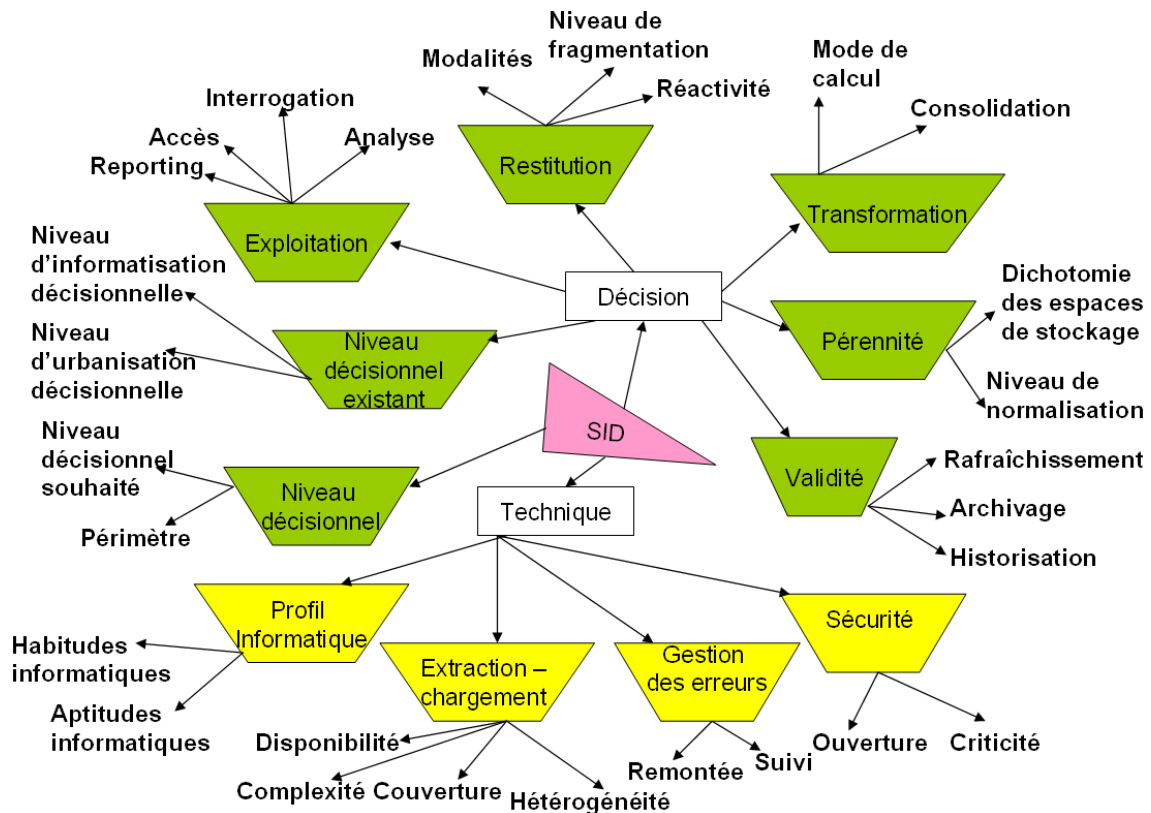 Niveau de
fragmentation
Modalités
Réactivité
Restitution
Mode de
calcul
Consolidation
Transformation
Interrogation
Accès
Analyse
Reporting
Exploitation
Niveau
d'informatisation
décisionnelle
Niveau
d'urbanisation
décisionnelle
Niveau
décisionnel
existant
Décision
Dichotomie
des espaces
de stockage
Pérennité
Niveau de
normalisation
SID
Niveau
décisionnel
souhaité
Niveau
décisionnel
Périmètre
Technique
Validité
Rafraîchissement
Archivage
Historisation
Profil
Informatique
Habitudes
informatiques
Aptitudes
informatiques
Extraction –
chargement
Disponibilité
Complexité
Couverture
Hétérogénéité
Gestion
des erreurs
Remontée
Suivi
Sécurité
Ouverture
Criticité